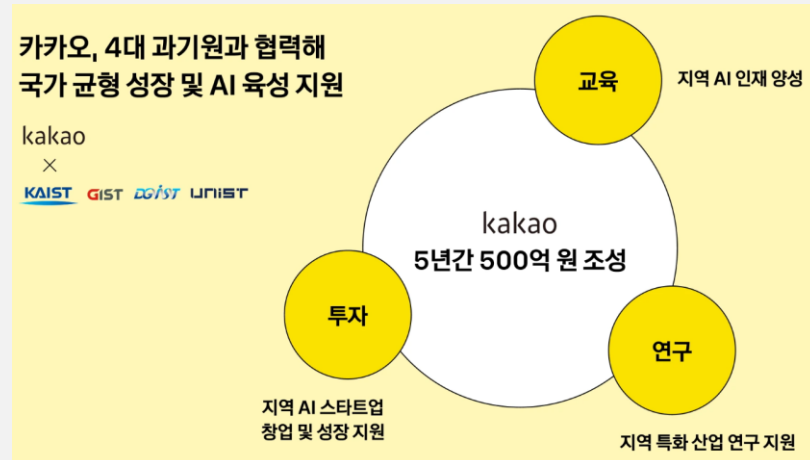 카카오, 4대 과기원과 협력해
국가 균형 성장 및 AI 육성 지원
kakao
×
KAIST GIST DGIST UNIST
교육
지역 AI 인재 양성
kakao
5년간 500억 원 조성
투자
지역 AI 스타트업
창업 및 성장 지원
연구
지역 특화 산업 연구 지원